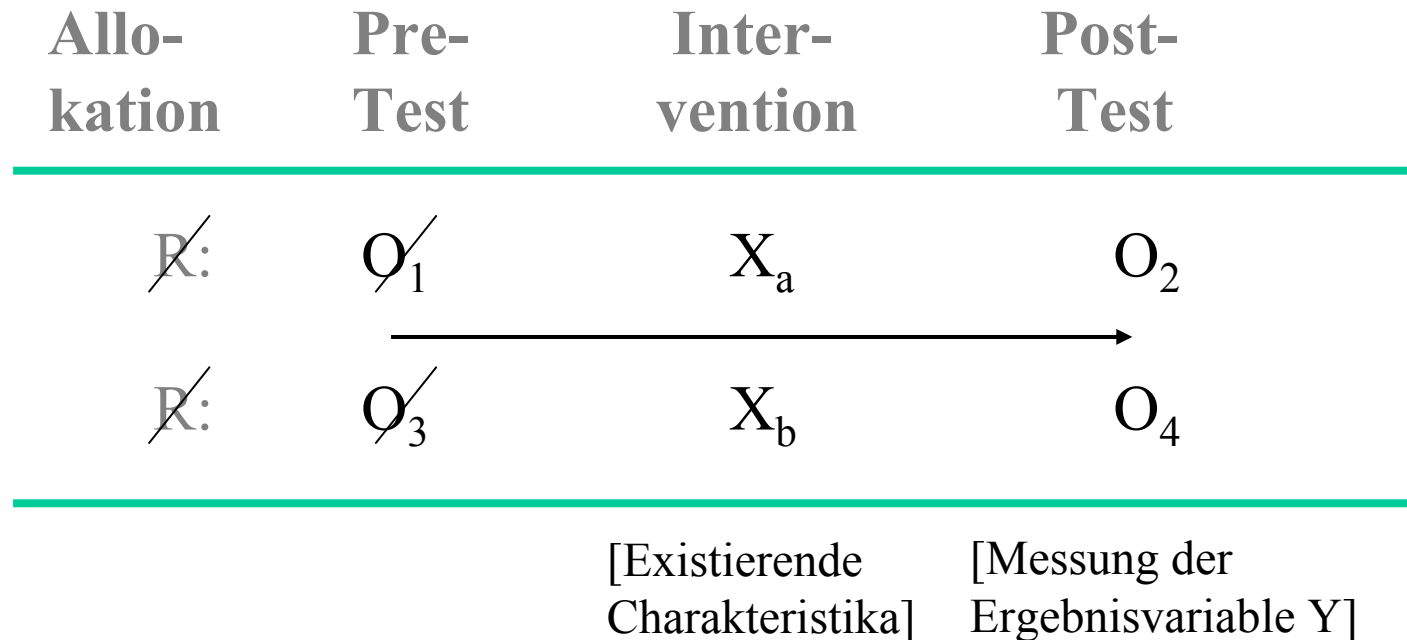 Allo- Pre- Inter- Post-
kation Test vention Test
R: O1 Xa O2
R: O3 Xb O4
[Existierende [Messung der
Charakteristika] Ergebnisvariable Y]